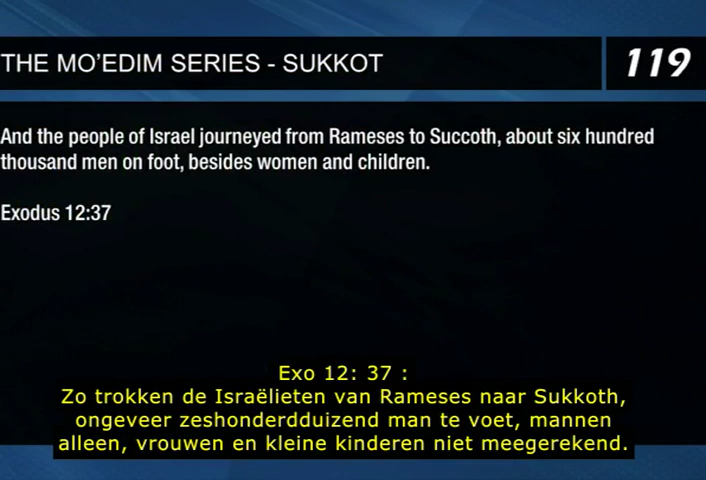 THE MO'EDIM SERIES - SUKKOT
119
And the people of Israel journeyed from Rameses to Succoth, about six hundred
thousand men on foot, besides women and children.
Exodus 12:37
Exo 12: 37 :
Zo trokken de Israëlieten van Rameses naar Sukkoth,
ongeveer zeshonderdduizend man te voet, mannen
alleen, vrouwen en kleine kinderen niet meegerekend.